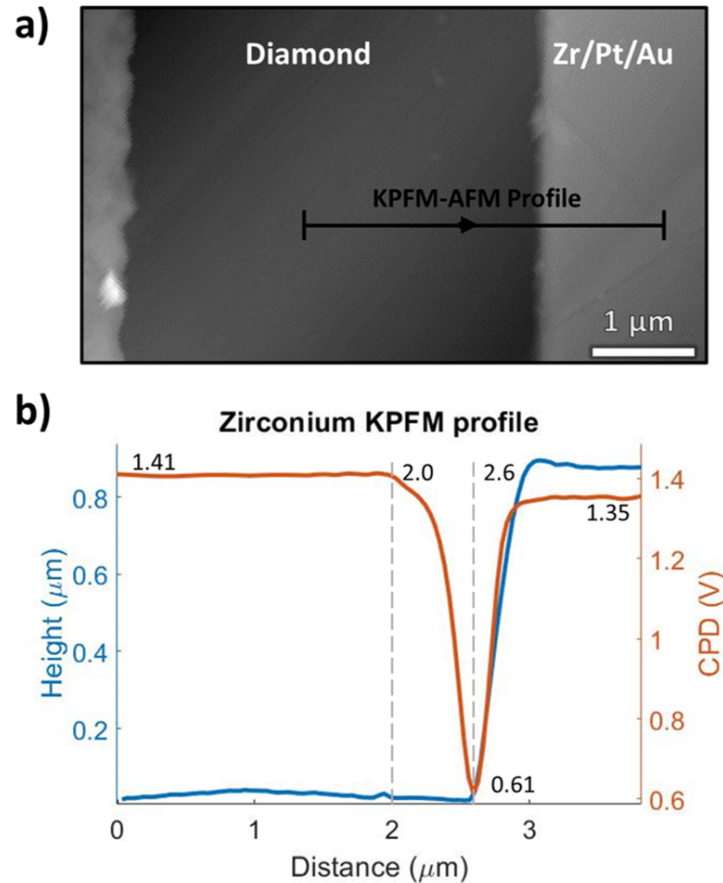 a)
Diamond
Zr/Pt/Au
KPFM-AFM Profile
1 μm
b)
Zirconium KPFM profile
1.41
2.0
2.6
1.35
0.61
Height (μm)
0.8
0.6
0.4
0.2
CPD (V)
1.4
1.2
1
0.8
0.6
0
1
2
3
Distance (μm)